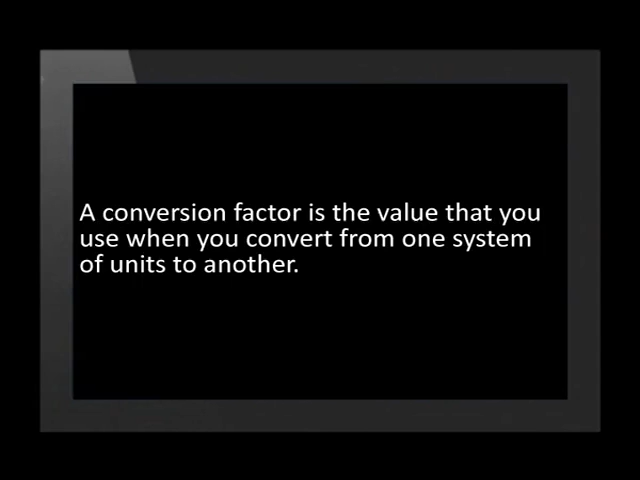 A conversion factor is the value that you
use when you convert from one system
of units to another.